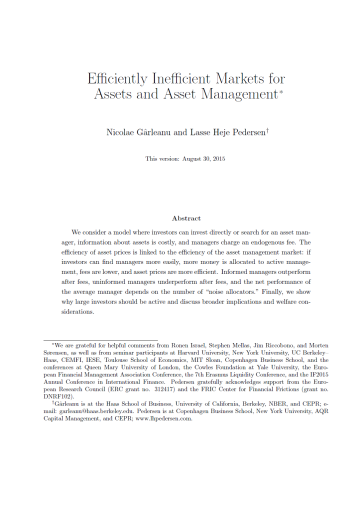 Efficiently Inefficient Markets for
Assets and Asset Management*
Nicolae Gârleanu and Lasse Heje Pedersen†
This version: August 30, 2015
Abstract
We consider a model where investors can invest directly or search for an asset man-
ager, information about assets is costly, and managers charge an endogenous fee. The
efficiency of asset prices is linked to the efficiency of the asset management market: if
investors can find managers more easily, more money is allocated to active manage-
ment, fees are lower, and asset prices are more efficient. Informed managers outperform
after fees, uninformed managers underperform after fees, and the net performance of
the average manager depends on the number of “noise allocators.” Finally, we show
why large investors should be active and discuss broader implications and welfare con-
siderations.
*We are grateful for helpful comments from Ronen Israel, Stephen Mellas, Jim Riccobono, and Morten
Sørensen, as well as from seminar participants at Harvard University, New York University, UC Berkeley–
Haas, CEMFI, IESE, Toulouse School of Economics, MIT Sloan, Copenhagen Business School, and the
conferences at Queen Mary University of London, the Cowles Foundation at Yale University, the Euro-
pean Financial Management Association Conference, the 7th Erasmus Liquidity Conference, and the IF2015
Annual Conference in International Finance. Pedersen gratefully acknowledges support from the Euro-
pean Research Council (ERC grant no. 312417) and the FRIC Center for Financial Frictions (grant no.
DNRF102).
†Gârleanu is at the Haas School of Business, University of California, Berkeley, NBER, and CEPR; e-
mail: garleanu@haas.berkeley.edu. Pedersen is at Copenhagen Business School, New York University, AQR
Capital Management, and CEPR; www.lhpedersen.com.